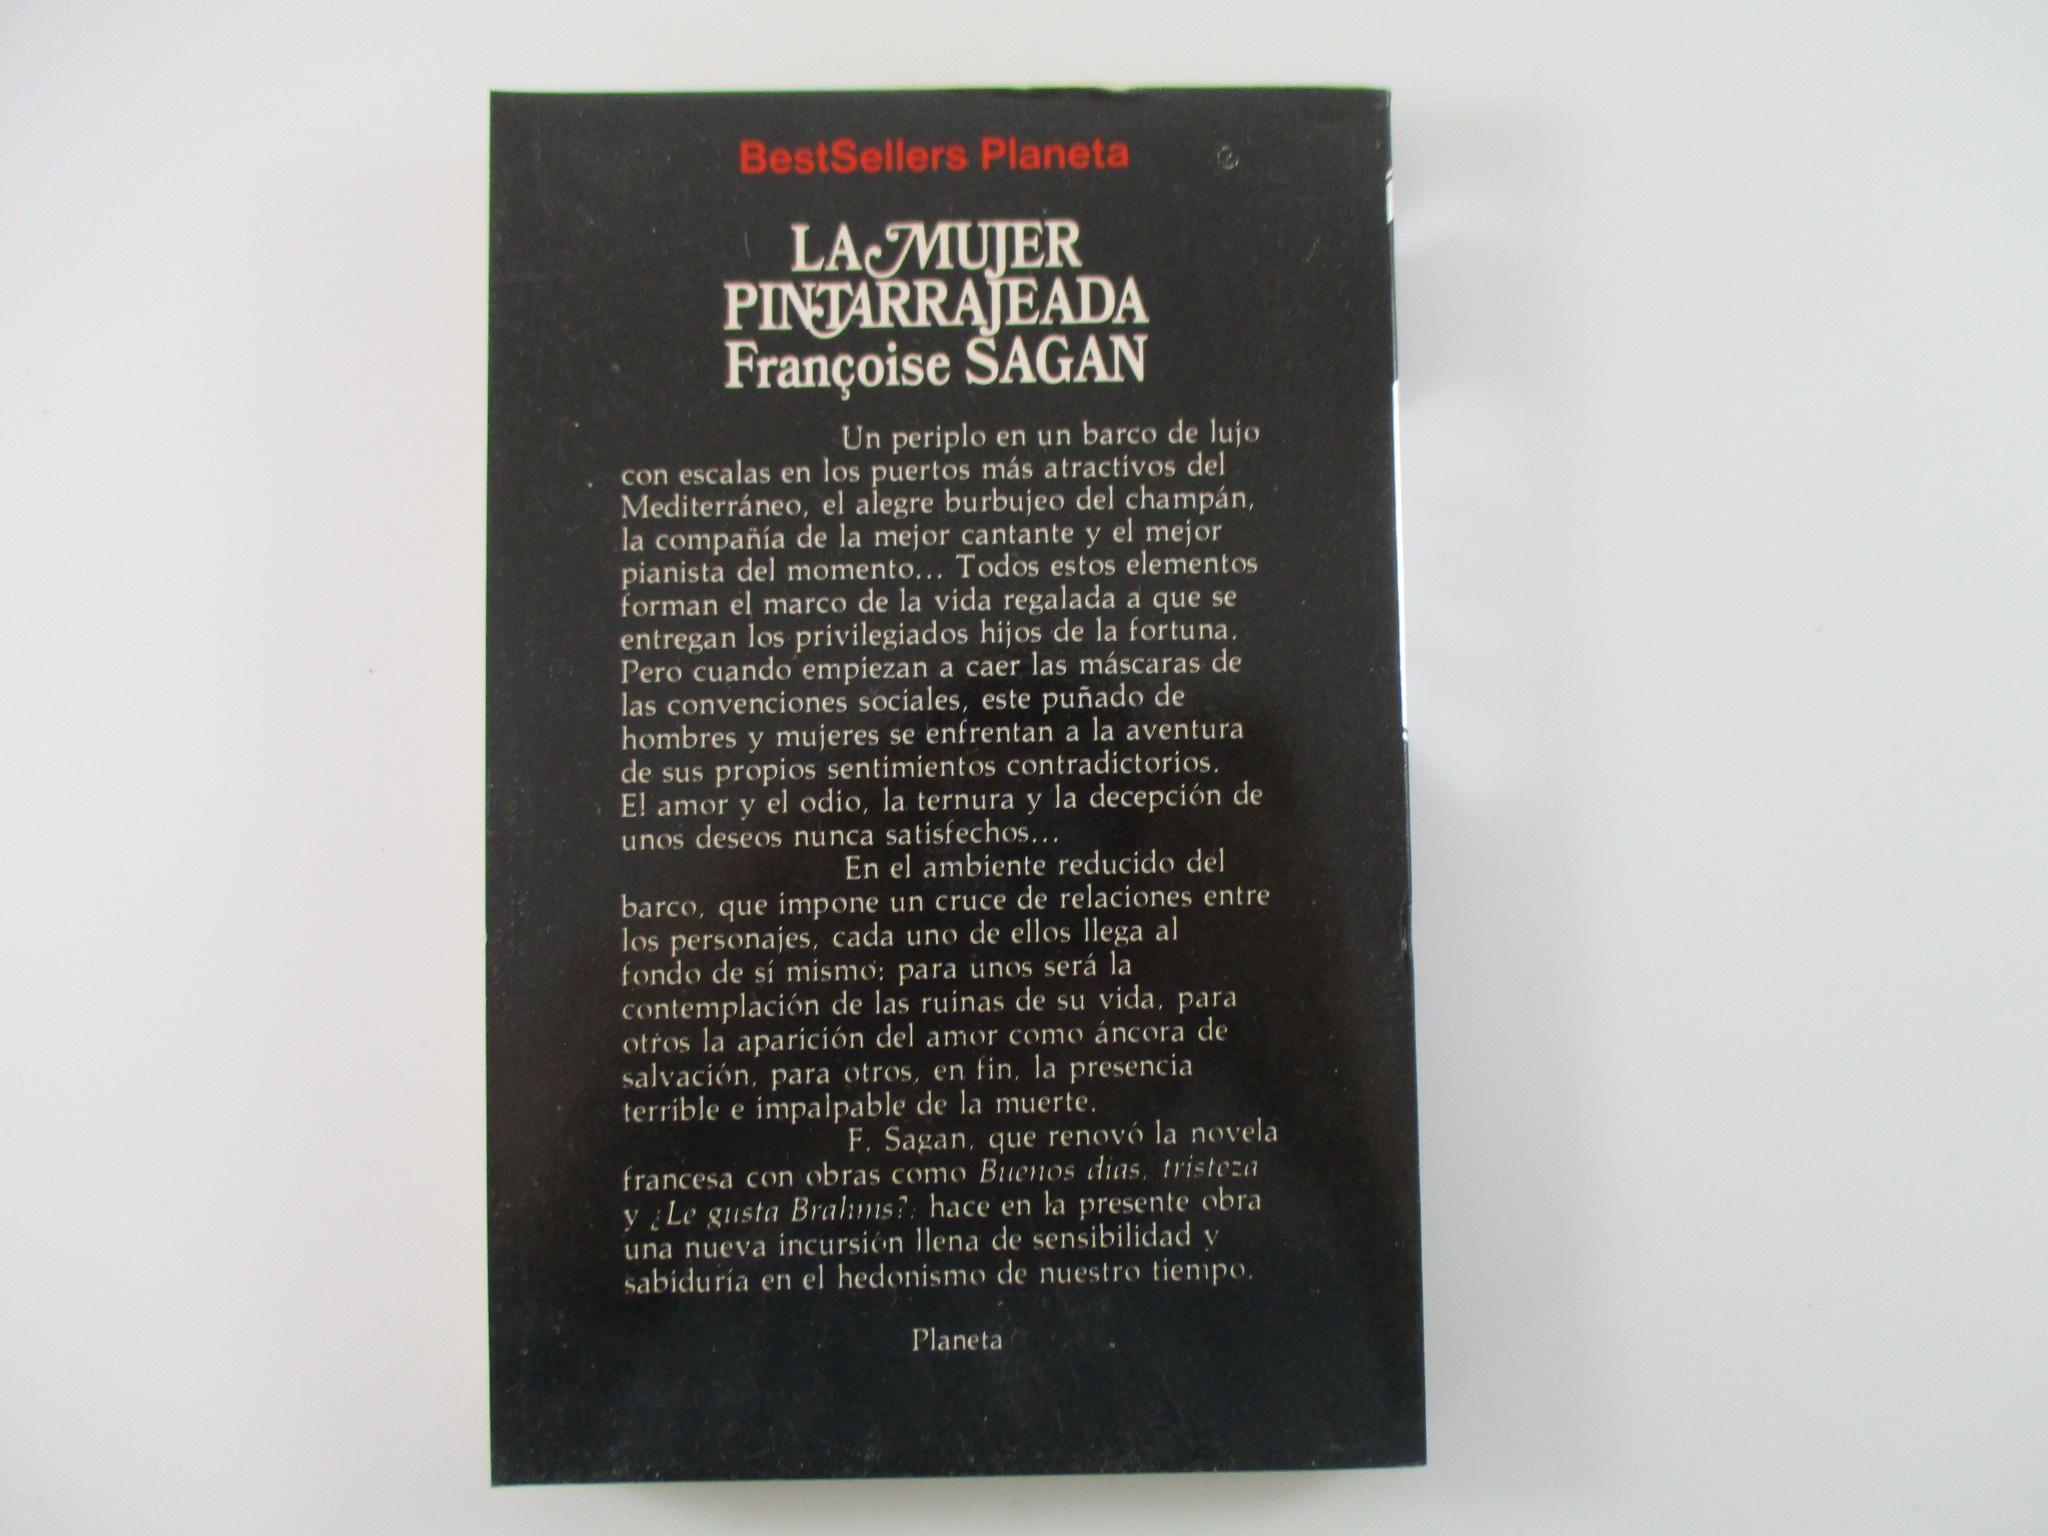 BestSellers Planeta
LA MUJER
PINTARRAJEADA
Françoise SAGAN
Un periplo en un barco de lujo
con escalas en los puertos más atractivos del
Mediterráneo, el alegre burbujeo del champán,
la compañía de la mejor cantante y el mejor
pianista del momento... Todos estos elementos
forman el marco de la vida regalada a que se
entregan los privilegiados hijos de la fortuna.
Pero cuando empiezan a caer las máscaras de
las convenciones sociales, este puñado de
hombres y mujeres se enfrentan a la aventura
de sus propios sentimientos contradictorios.
El amor y el odio, la ternura y la decepción de
unos deseos nunca satisfechos...
En el ambiente reducido del
barco, que impone un cruce de relaciones entre
los personajes, cada uno de ellos llega al
fondo de sí mismo: para unos será la
contemplación de las ruinas de su vida, para
otros la aparición del amor como áncora de
salvación, para otros, en fin, la presencia
terrible e impalpable de la muerte.
F. Sagan, que renovó la novela
francesa con obras como Buenos días, tristeza
y ¿Le gusta Brahms?, hace en la presente obra
una nueva incursión llena de sensibilidad y
sabiduría en el hedonismo de nuestro tiempo.
Planeta